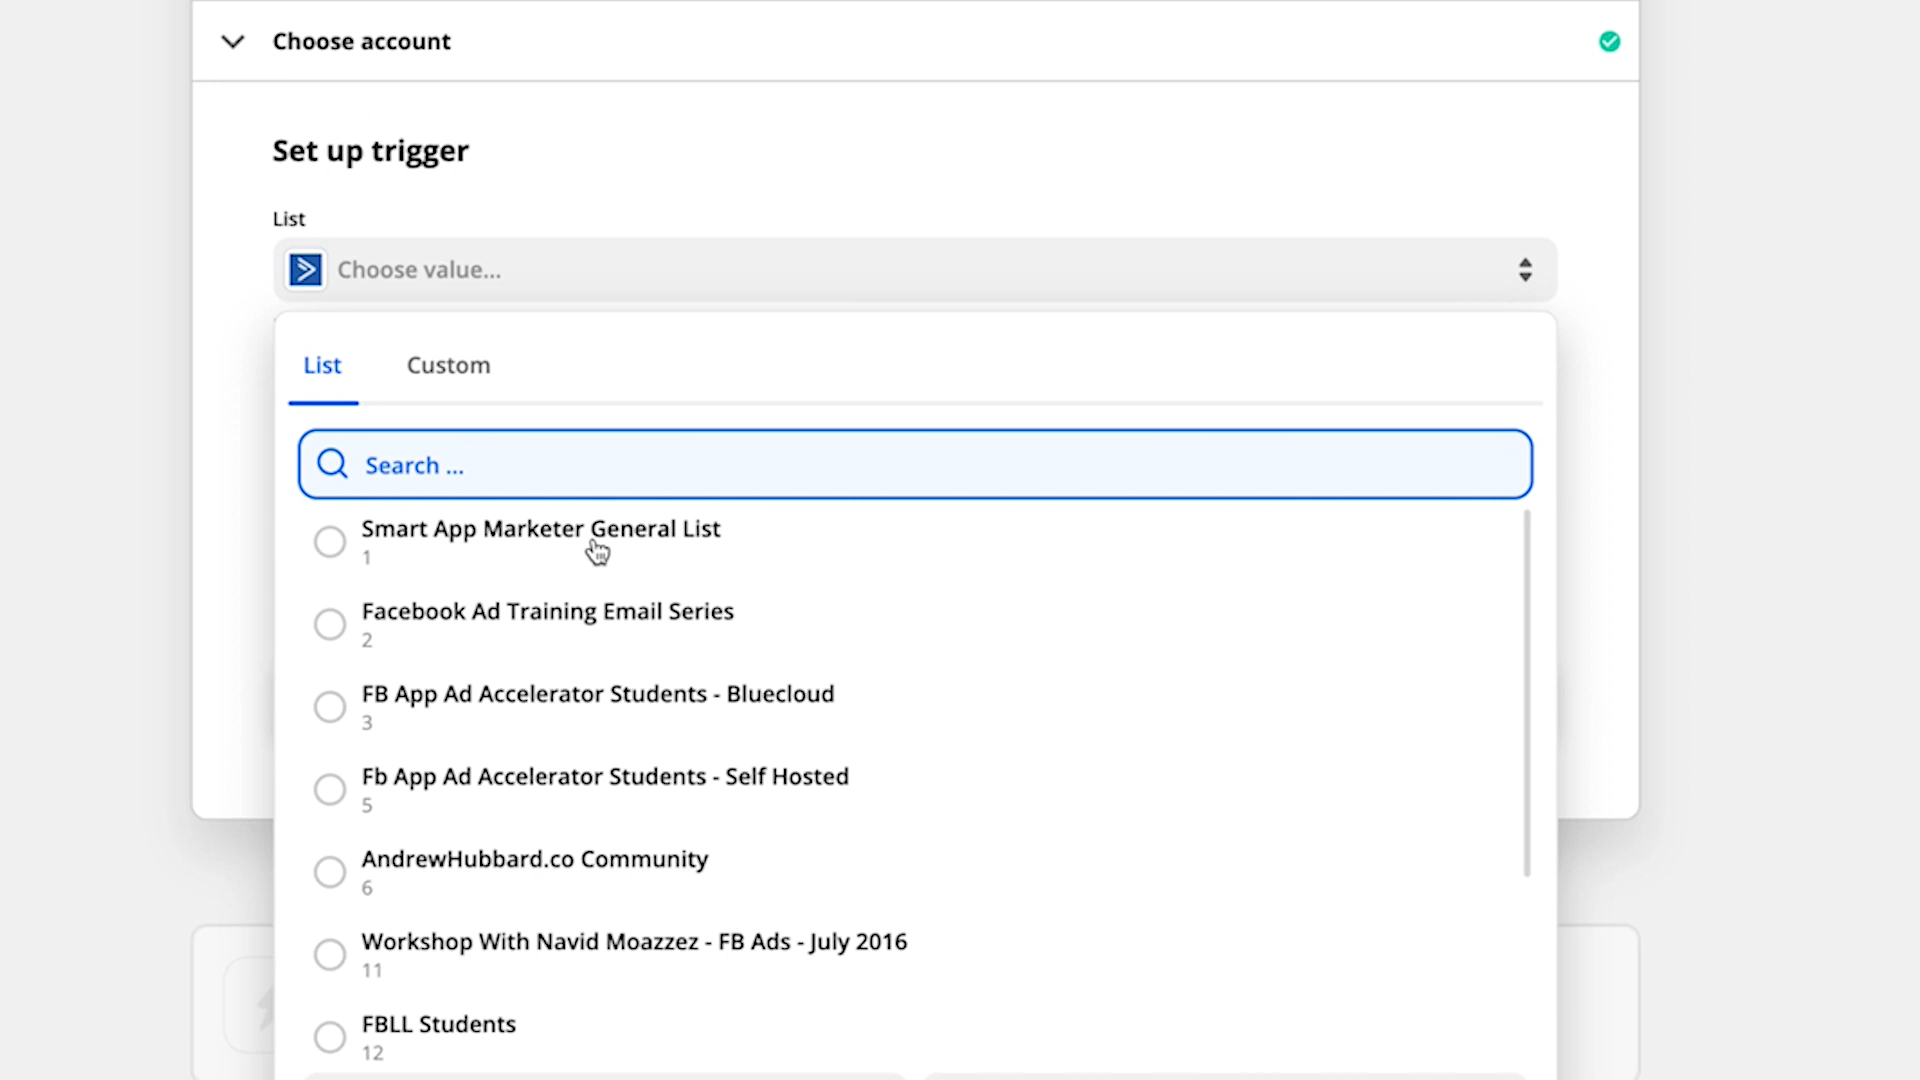 Choose account
Set up trigger
List
Choose value...
List
Custom
Search ...
Smart App Marketer General List
1
Facebook Ad Training Email Series
2
FB App Ad Accelerator Students - Bluecloud
3
Fb App Ad Accelerator Students - Self Hosted
5
AndrewHubbard.co Community
6
Workshop With Navid Moazzez - FB Ads - July 2016
11
FBLL Students
12